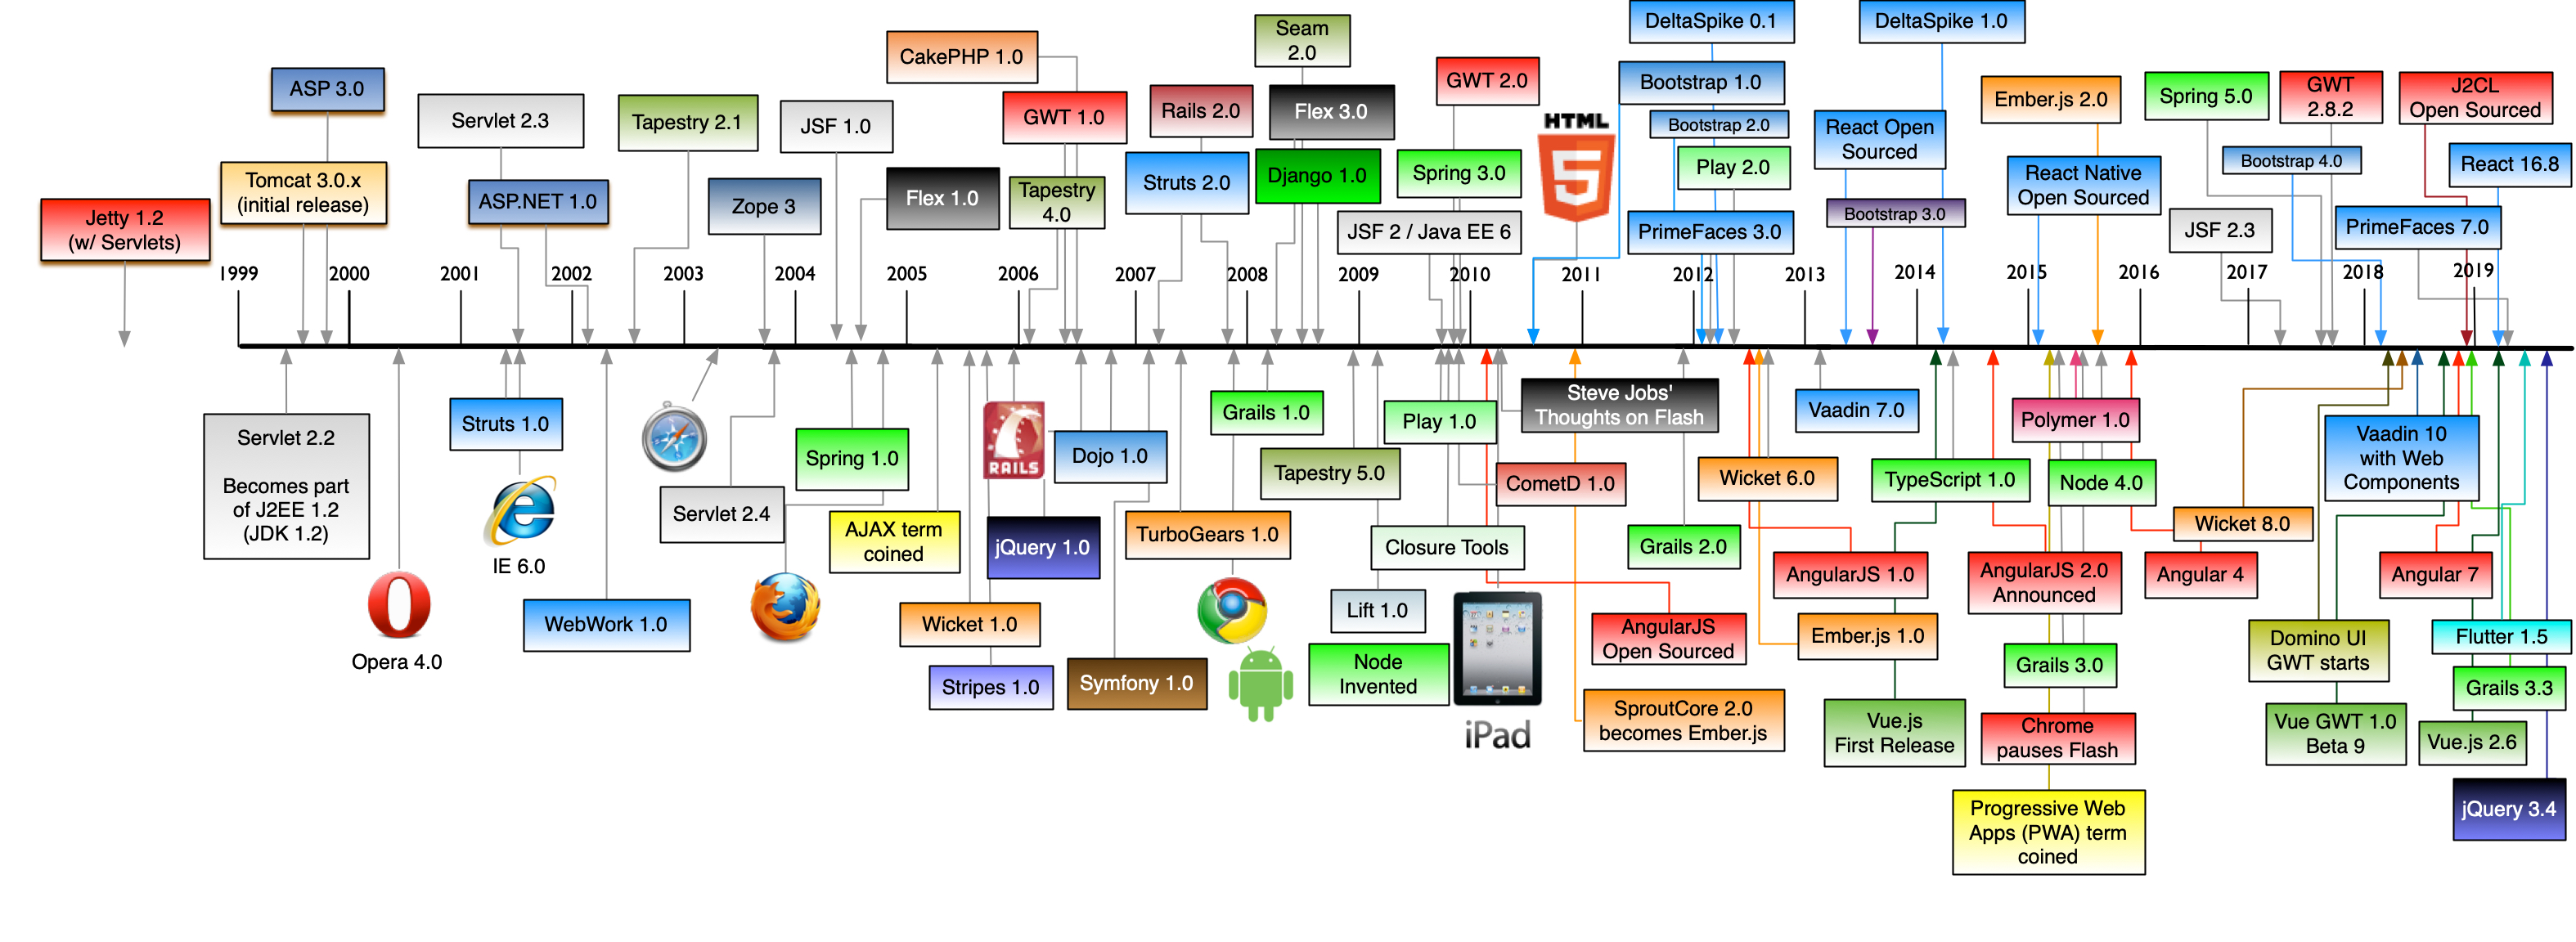 DeltaSpike 0.1
DeltaSpike 1.0
Seam
2.0
CakePHP 1.0
ASP 3.0
GWT 2.0
Bootstrap 1.0
Ember.js 2.0
Spring 5.0
GWT
2.8.2
J2CL
Open Sourced
Servlet 2.3
Tapestry 2.1
JSF 1.0
GWT 1.0
Rails 2.0
Flex 3.0
HTML
5
Bootstrap 2.0
React Open
Sourced
Tomcat 3.0.x
(initial release)
ASP.NET 1.0
Zope 3
Flex 1.0
Tapestry
4.0
Struts 2.0
Django 1.0
Spring 3.0
Play 2.0
React Native
Open Sourced
Bootstrap 4.0
React 16.8
Jetty 1.2
(w/ Servlets)
JSF 2 / Java EE 6
PrimeFaces 3.0
Bootstrap 3.0
JSF 2.3
PrimeFaces 7.0
1999
2000
2001
2002
2003
2004
2005
2006
2007
2008
2009
2010
2011
2012
2013
2014
2015
2016
2017
2018
2019
Servlet 2.2
Becomes part
of J2EE 1.2
(JDK 1.2)
Opera 4.0
Struts 1.0
IE 6.0
WebWork 1.0
Servlet 2.4
Spring 1.0
AJAX term
coined
RAILS
jQuery 1.0
Wicket 1.0
Stripes 1.0
Dojo 1.0
Symfony 1.0
TurboGears 1.0
Grails 1.0
Tapestry 5.0
Play 1.0
Closure Tools
Lift 1.0
Node
Invented
iPad
Steve Jobs'
Thoughts on Flash
CometD 1.0
AngularJS
Open Sourced
SproutCore 2.0
becomes Ember.js
Grails 2.0
Wicket 6.0
Vaadin 7.0
AngularJS 1.0
Ember.js 1.0
Vue.js
First Release
TypeScript 1.0
AngularJS 2.0
Announced
Grails 3.0
Chrome
pauses Flash
Progressive Web
Apps (PWA) term
coined
Polymer 1.0
Node 4.0
Angular 4
Wicket 8.0
Vaadin 10
with Web
Components
Domino UI
GWT starts
Vue GWT 1.0
Beta 9
Angular 7
Flutter 1.5
Grails 3.3
Vue.js 2.6
jQuery 3.4